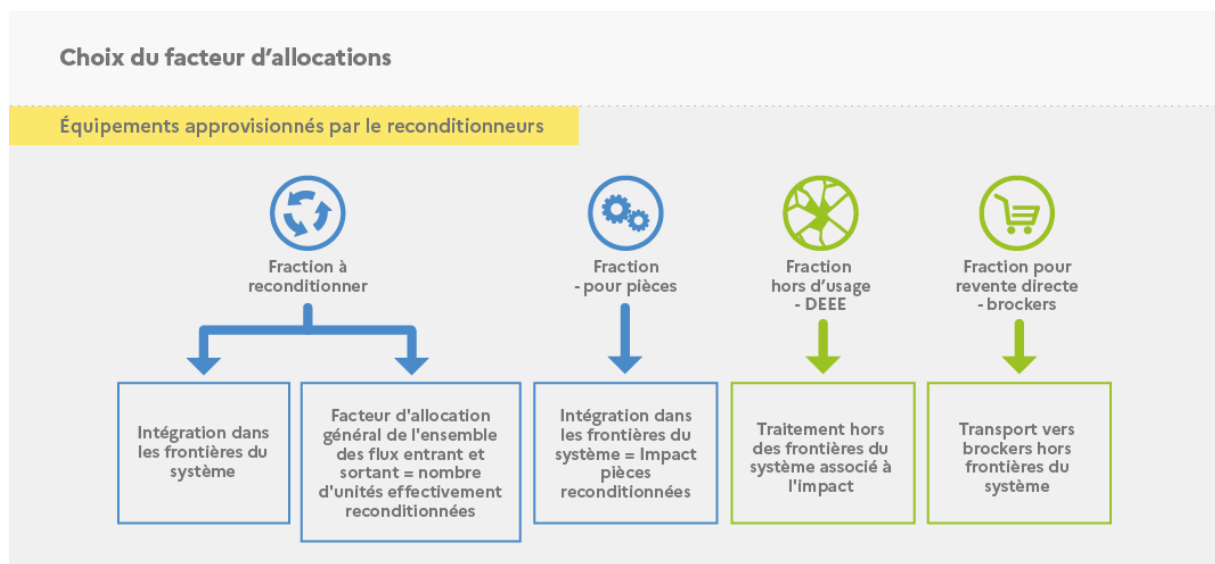 Choix du facteur d’allocations
Équipements approvisionnés par le reconditionneurs
Fraction à
reconditionner
Fraction
- pour pièces
Fraction
hors d’usage
- DEEE
Fraction pour
revente directe
- brockers
Intégration dans
les frontières du
système
Facteur d'allocation
général de l'ensemble
des flux entrant et
sortant = nombre
d'unités effectivement
reconditionnées
Intégration dans
les frontières du
système = Impact
pièces
reconditionnées
Traitement hors
des frontières du
système associé à
l'impact
Transport vers
brockers hors
frontières du
système